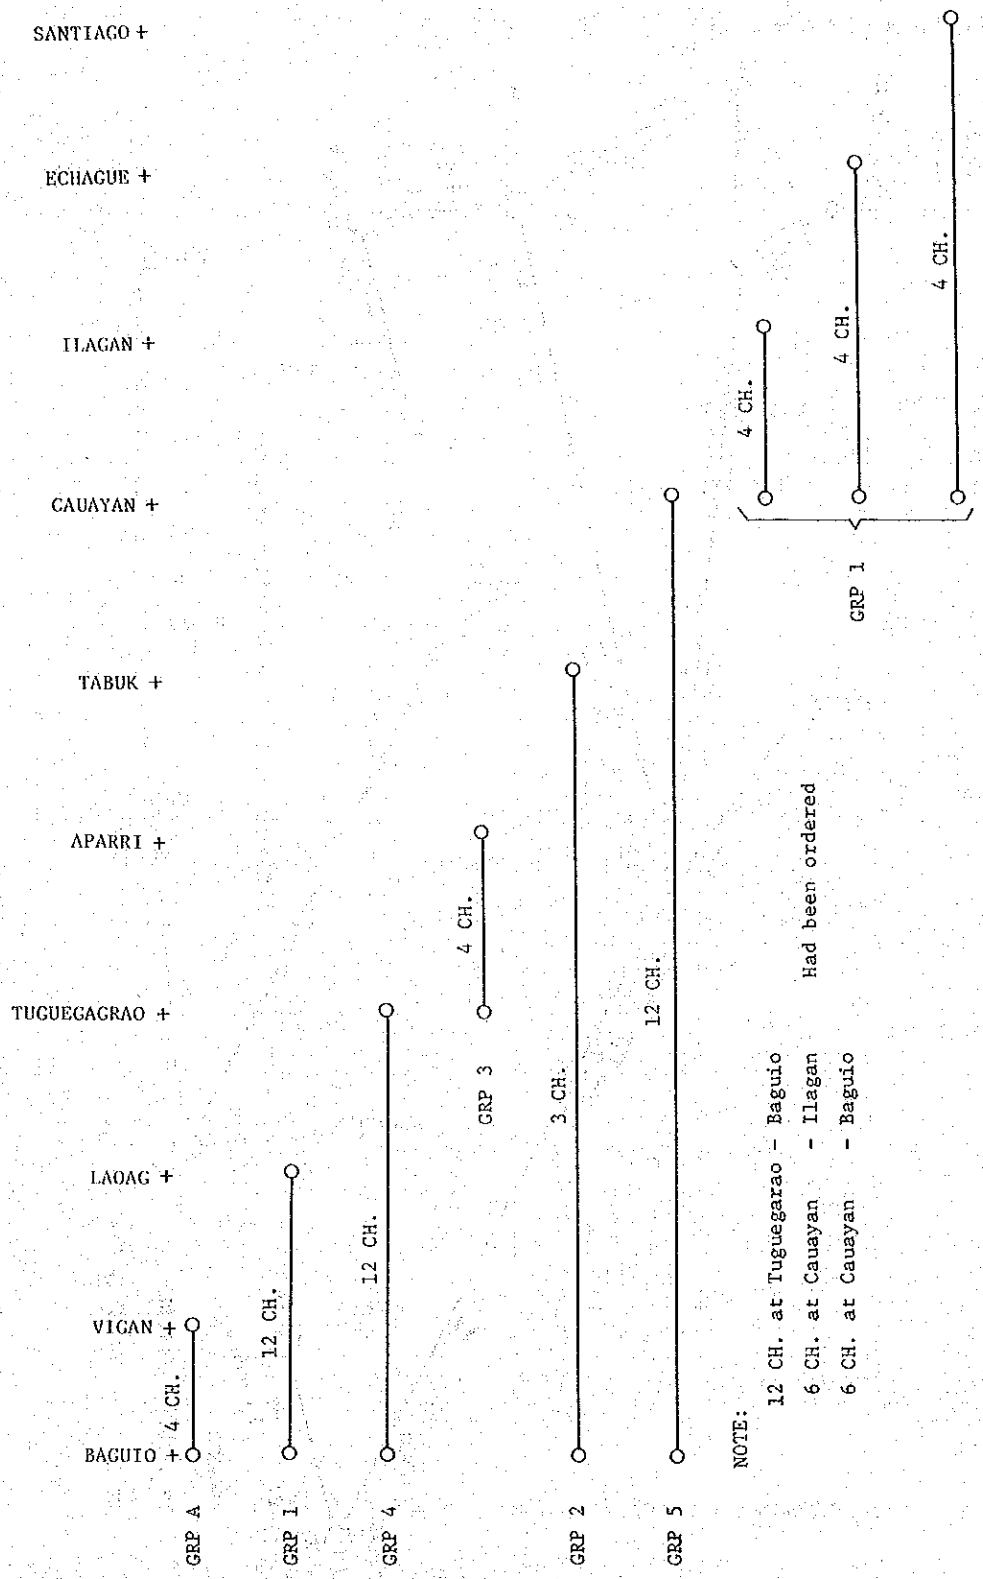 SANTIAGO +
ECHAGUE +
ILAGAN +
CAUAYAN +
TABUK +
APARRI +
TUGUEGAGRAO +
LAOAG +
VIGAN +
BAGUIO +
GRP A
4 CH.
GRP 1
12 CH.
GRP 4
12 CH.
GRP 3
4 CH.
GRP 2
3 CH.
GRP 5
12 CH.
GRP 1
4 CH.
4 CH.
4 CH.
NOTE:
12 CH. at Tuguegarao - Baguio
6 CH. at Cauayan - Ilagan Had been ordered
6 CH. at Cauayan - Baguio